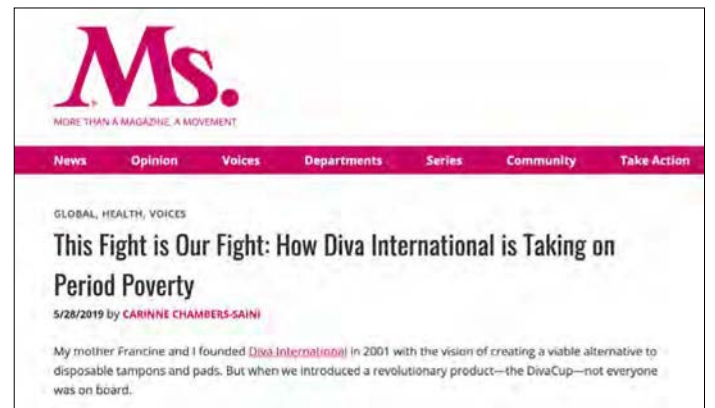 Ms.
MORE THAN A MAGAZINE, A MOVEMENT
News Opinion Voices Departments Series Community Take Action
GLOBAL, HEALTH, VOICES
This Fight is Our Fight: How Diva International is Taking on
Period Poverty
5/28/2019 by CARINNE CHAMBERS-SAINI
My mother Francine and I founded Diva International in 2001 with the vision of creating a viable alternative to
disposable tampons and pads. But when we introduced a revolutionary product—the DivaCup—not everyone
was on board.